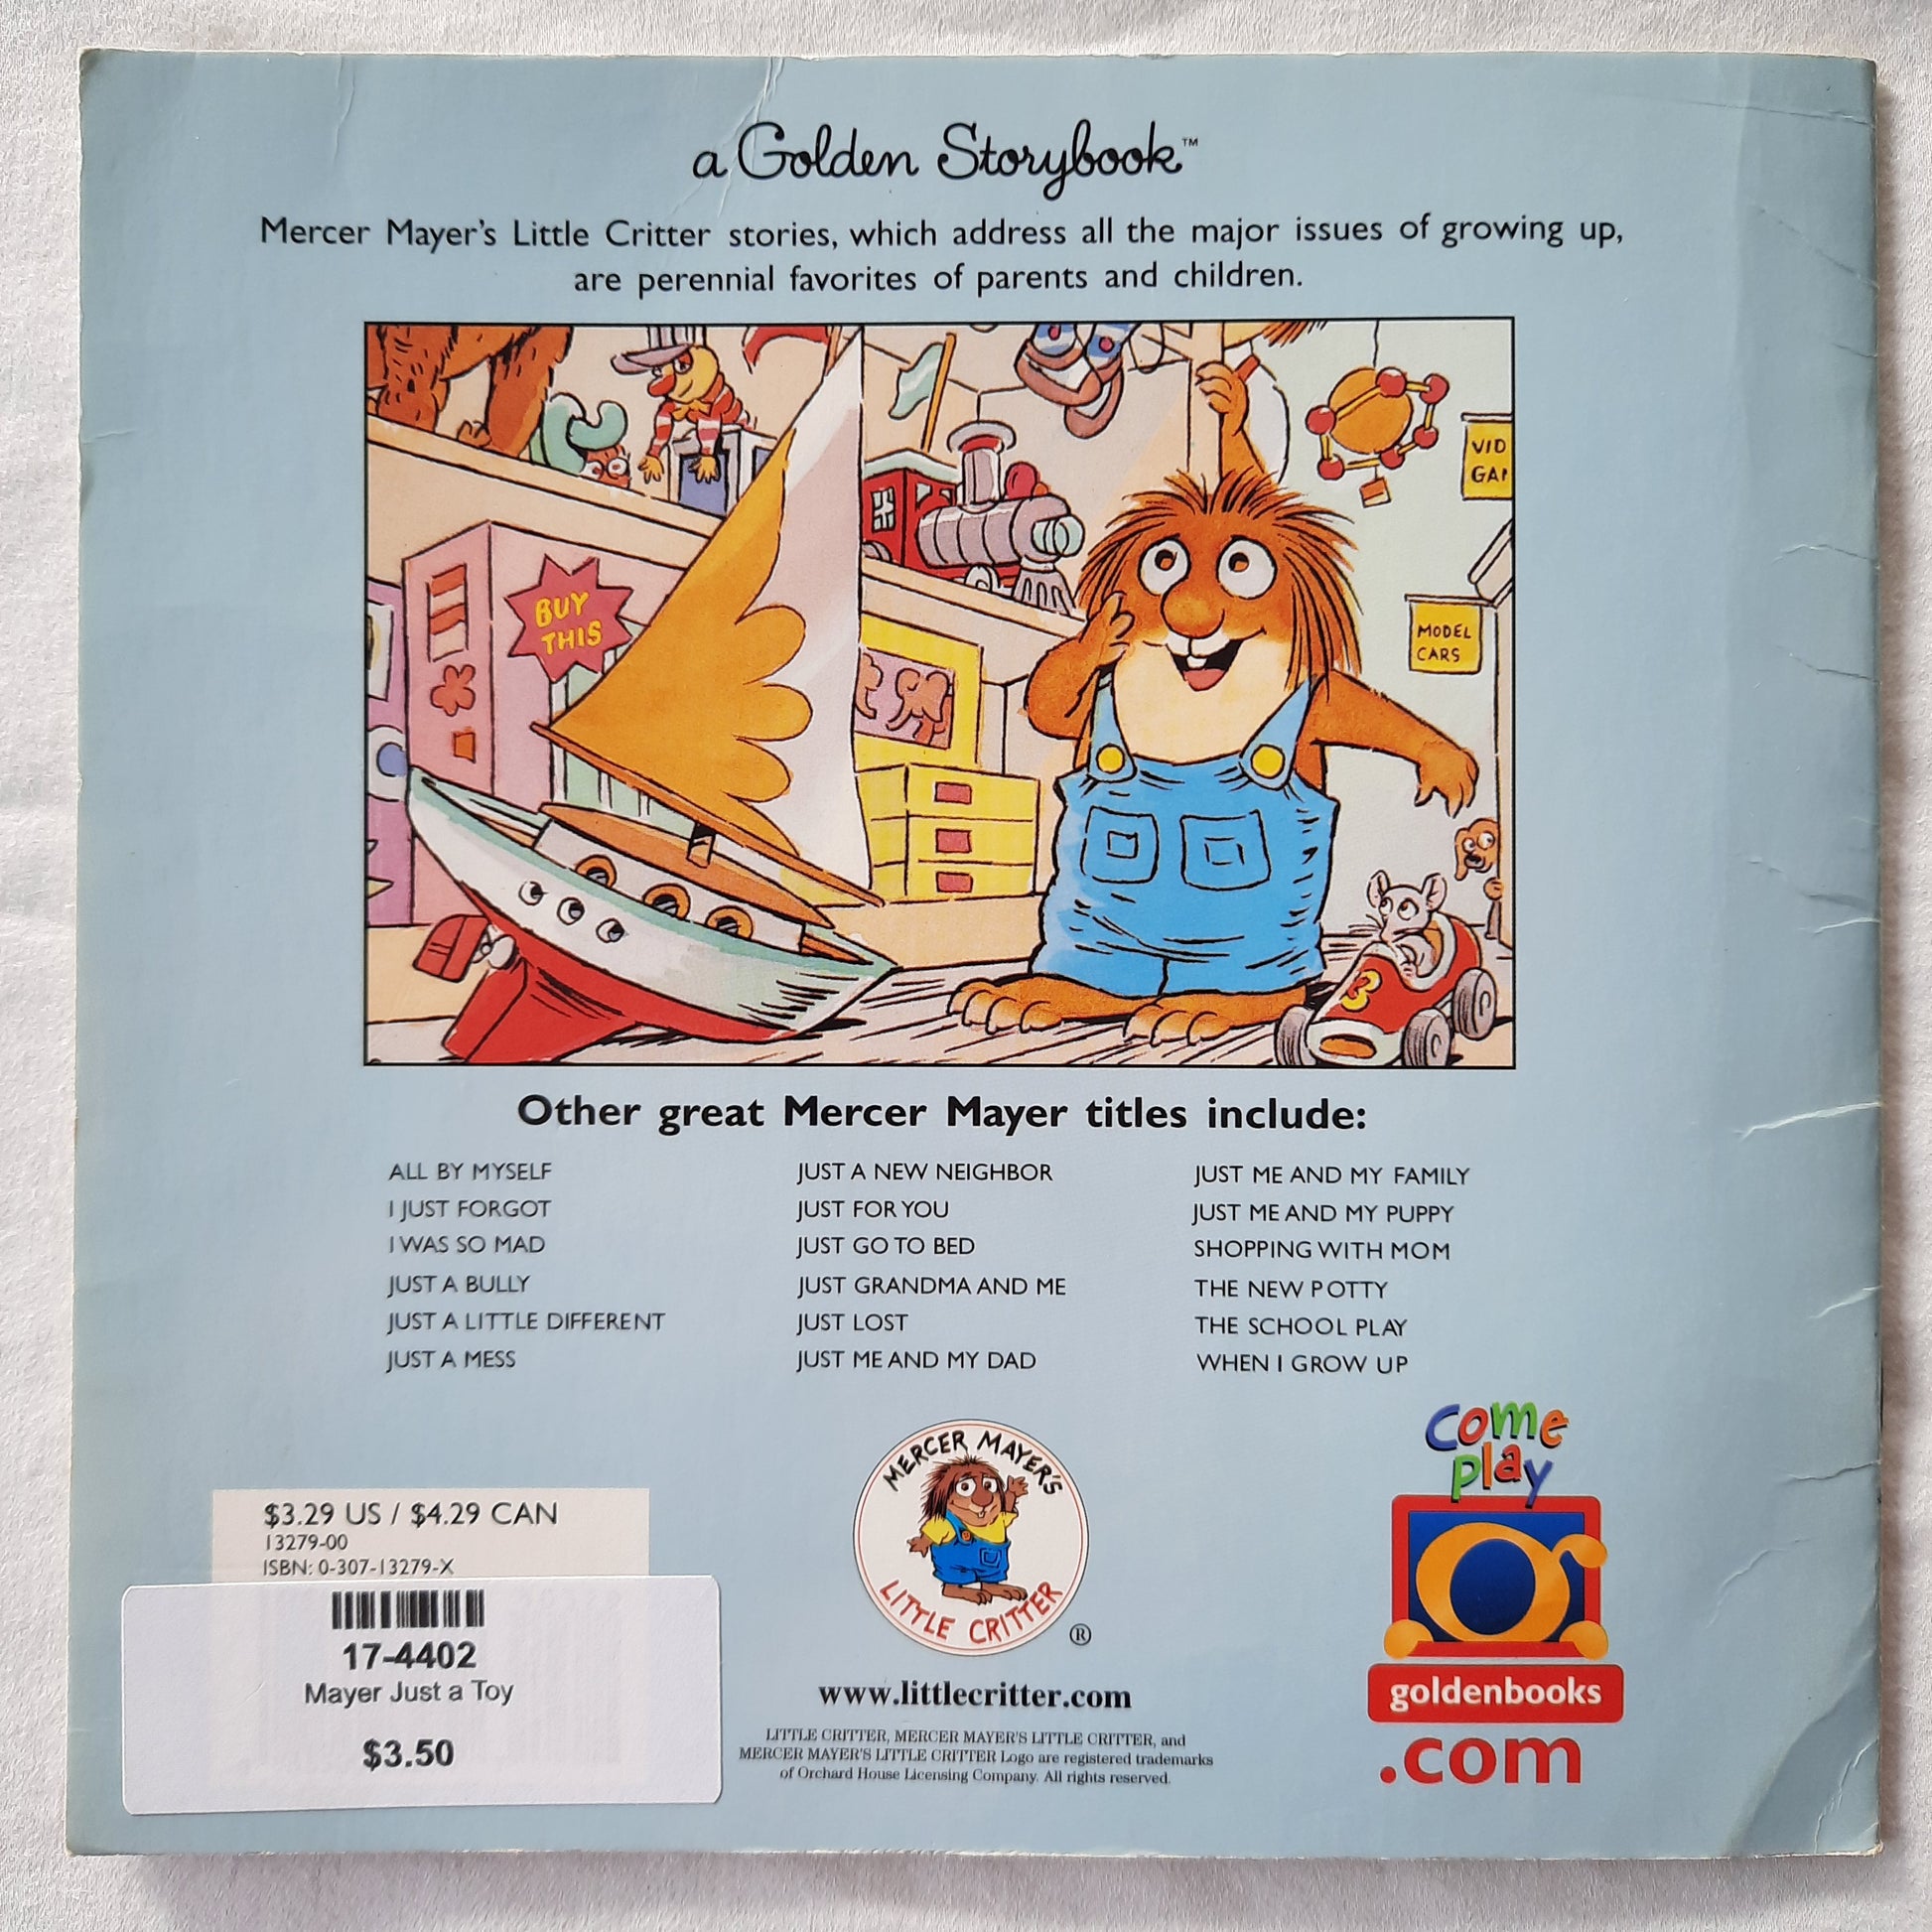 a Golden Storybook™
Mercer Mayer's Little Critter stories, which address all the major issues of growing up,
are perennial favorites of parents and children.
BUY
THIS
VID
GA
MODEL
CARS
3
Other great Mercer Mayer titles include:
ALL BY MYSELF
I JUST FORGOT
I WAS SO MAD
JUST A BULLY
JUST A LITTLE DIFFERENT
JUST A MESS
JUST A NEW NEIGHBOR
JUST FOR YOU
JUST GO TO BED
JUST GRANDMA AND ME
JUST LOST
JUST ME AND MY DAD
JUST ME AND MY FAMILY
JUST ME AND MY PUPPY
SHOPPING WITH MOM
THE NEW POTTY
THE SCHOOL PLAY
WHEN I GROW UP
$3.29 US / $4.29 CAN
13279-00
ISBN: 0-307-13279-X
17-4402
Mayer Just a Toy
$3.50
MERCER MAYER'S
LITTLE CRITTER
®
www.littlecritter.com
LITTLE CRITTER, MERCER MAYER'S LITTLE CRITTER, and
MERCER MAYER'S LITTLE CRITTER Logo are registered trademarks
of Orchard House Licensing Company. All rights reserved.
come
play
goldenbooks
.com